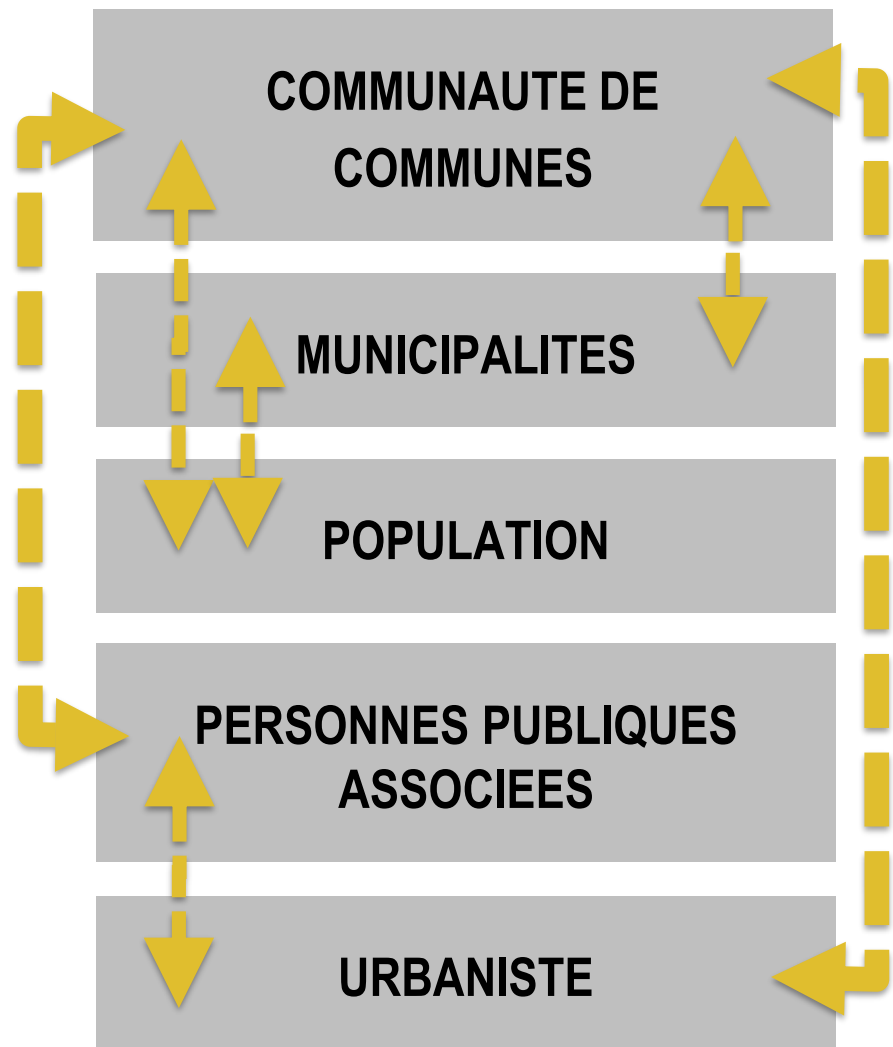 COMMUNAUTE DE
COMMUNES
MUNICIPALITES
POPULATION
PERSONNES PUBLIQUES
ASSOCIEES
URBANISTE